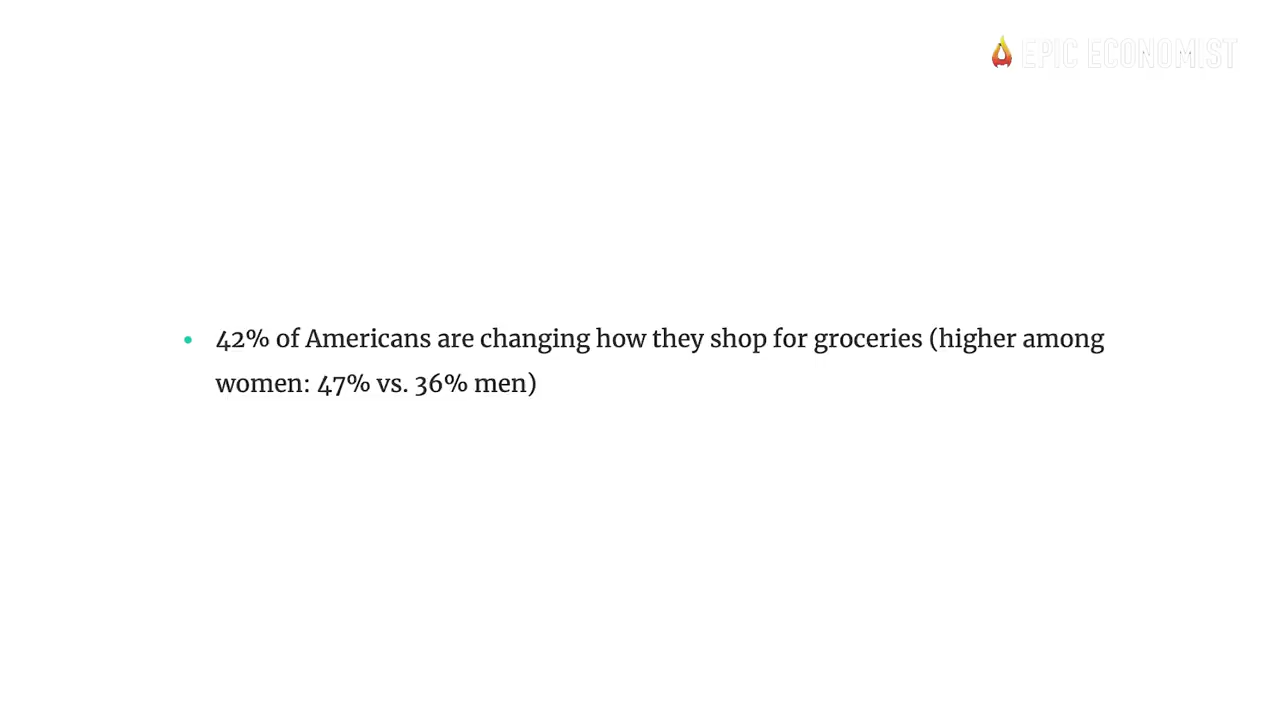 EPIC ECONOMIST
• 42% of Americans are changing how they shop for groceries (higher among
women: 47% vs. 36% men)